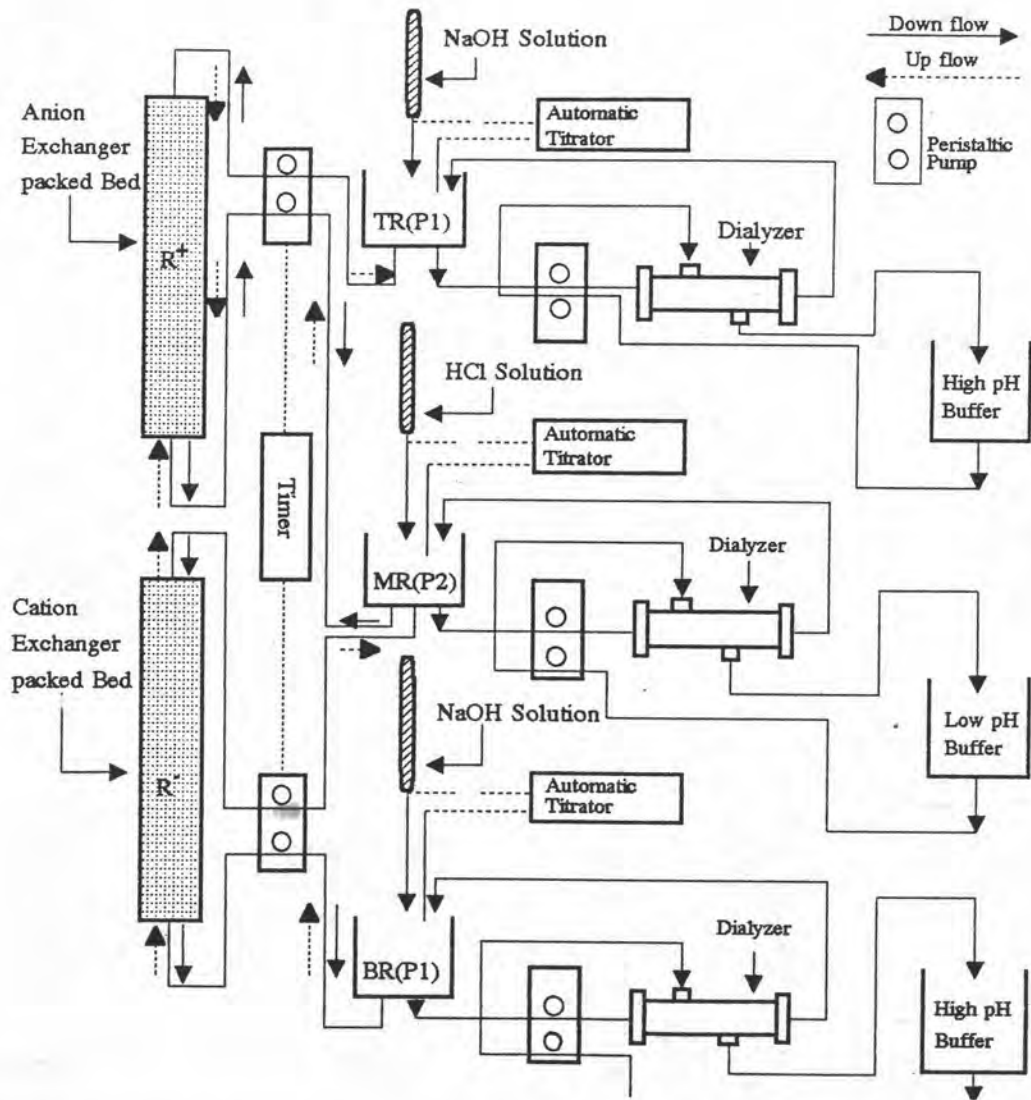 NaOH Solution
Down flow
Up flow
Peristaltic
Pump
Anion
Exchanger
packed Bed
R+
Automatic
Titrator
TR(P1)
Dialyzer
High pH
Buffer
HCl Solution
Automatic
Titrator
Timer
MR(P2)
Dialyzer
Low pH
Buffer
Cation
Exchanger
packed Bed
R-
NaOH Solution
Automatic
Titrator
BR(P1)
Dialyzer
High pH
Buffer